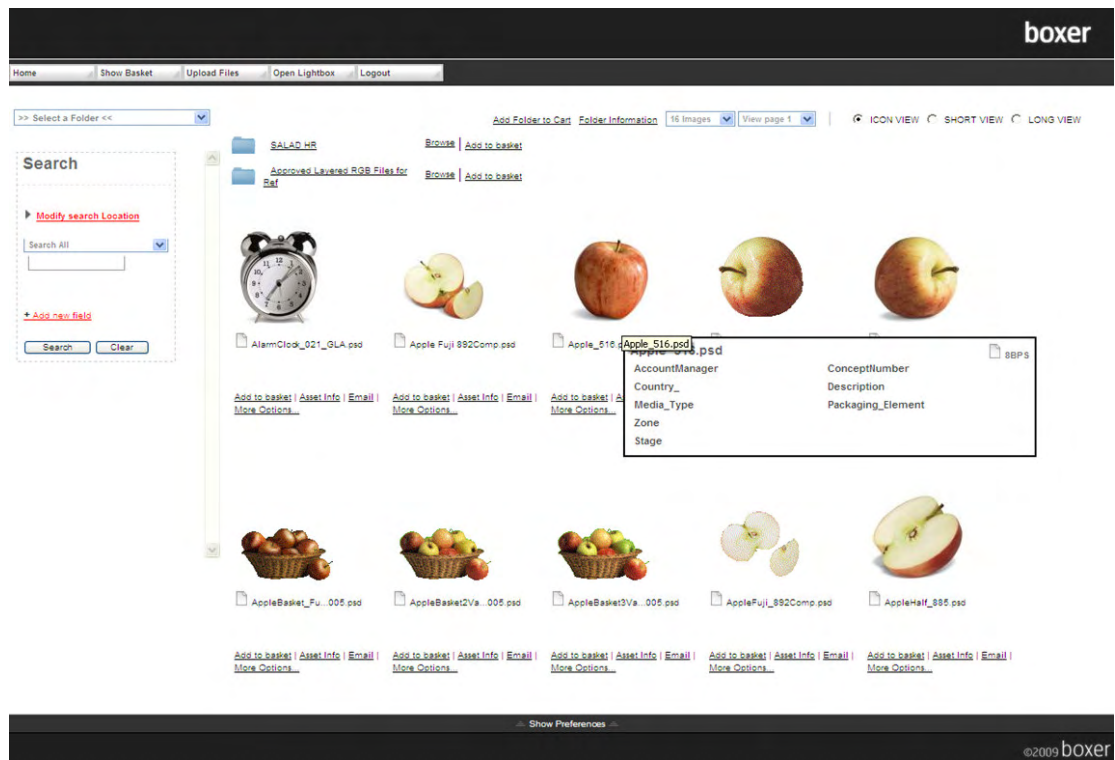 boxer
Home Show Basket Upload Files Open Lightbox Logout
>> Select a Folder << Add Folder to Cart Folder Information 16 Images View page 1 ICON VIEW SHORT VIEW LONG VIEW
SALAD HR Browse | Add to basket
Approved Layered RGB Files for
Ref
Browse | Add to basket
Search
Modify search Location
Search All
+ Add new field
Search Clear
AlarmClock_021_GLA.psd Apple Fuji 892Comp.psd Apple_516.p
Apple_516.psd
Apple_516.psd 8BPS
AccountManager ConceptNumber
Country_ Description
Media_Type Packaging_Element
Zone
Stage
Add to basket | Asset Info | Email | Add to basket | Asset Info | Email | Add to basket | A
More Options... More Options... More Options...
AppleBasket_Fu...005.psd AppleBasket2Va...005.psd AppleBasket3Va...005.psd AppleFuji_892Comp.psd AppleHalf_885.psd
Add to basket | Asset Info | Email | Add to basket | Asset Info | Email | Add to basket | Asset Info | Email | Add to basket | Asset Info | Email | Add to basket | Asset Info | Email |
More Options... More Options... More Options... More Options... More Options...
Show Preferences
©2009 boxer